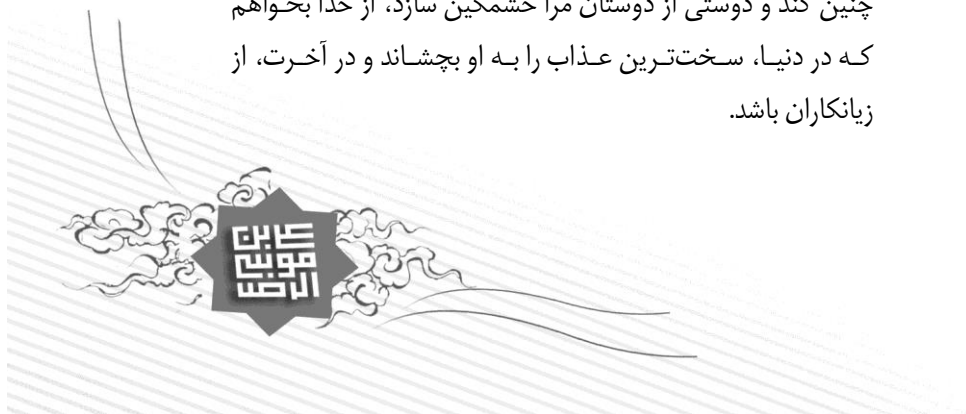 چنین کند و دوستی از دوستان مرا خشمگین سازد، از خدا بخـواهم
کـه در دنیـا، سـخت‌تـرین عـذاب را بـه او بچشـاند و در آخـرت، از
زیانکاران باشد.